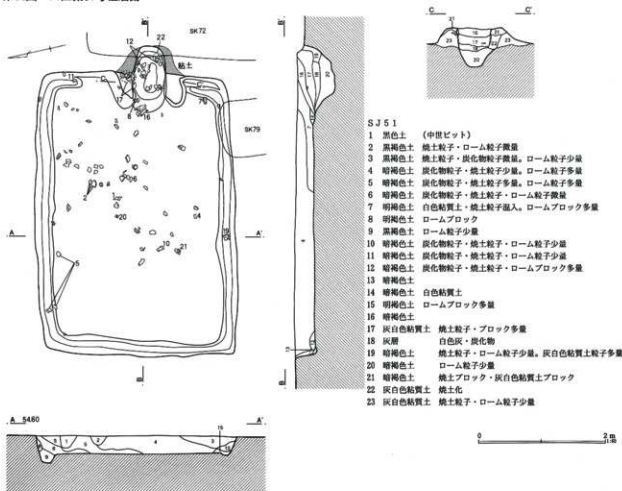 SK72
SK79
粘土
A
A'
B
B'
C
C'
A 54.60
A'
SJ51
1 黒色土 （中世ピット）
2 黒褐色土 焼土粒子・ローム粒子微量
3 黒褐色土 焼土粒子・炭化物粒子微量。ローム粒子少量
4 暗褐色土 炭化物粒子・焼土粒子少量。ローム粒子多量
5 暗褐色土 炭化物粒子・焼土粒子多量。ローム粒子多量
6 暗褐色土 炭化物粒子・焼土粒子・ローム粒子微量
7 明褐色土 白色粘質土・焼土粒子混入。ロームブロック多量
8 明褐色土 ロームブロック
9 黒褐色土 ローム粒子少量
10 暗褐色土 炭化物粒子・焼土粒子・ローム粒子少量
11 暗褐色土 炭化物粒子・焼土粒子・ローム粒子少量
12 暗褐色土 炭化物粒子・焼土粒子・ロームブロック多量
13 暗褐色土
14 暗褐色土 白色粘質土
15 明褐色土 ロームブロック多量
16 暗褐色土
17 灰白色粘質土 焼土粒子・ブロック多量
18 灰層 白色灰・炭化物
19 暗褐色土 焼土粒子・ローム粒子少量。灰白色粘質土粒子多量
20 暗褐色土 ローム粒子少量
21 暗褐色土 焼土ブロック・灰白色粘質土ブロック
22 灰白色粘質土 焼土化
23 灰白色粘質土 焼土粒子・ローム粒子少量
0 2m
1:60